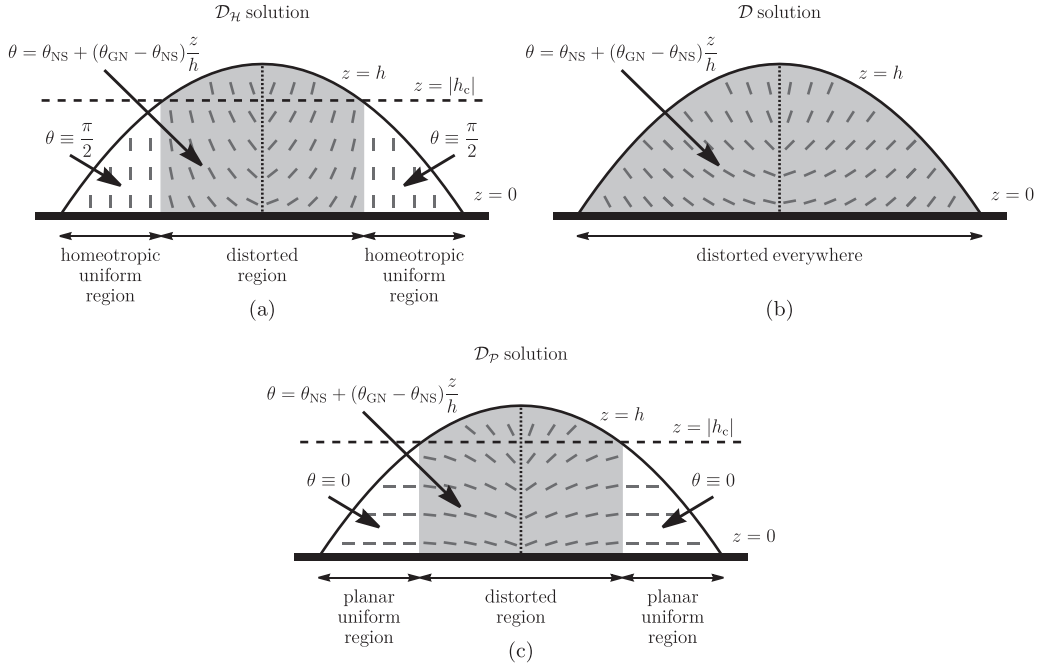 𝒟_ℋ solution
θ = θ_NS + (θ_GN − θ_NS) z/h
z = h
z = |h_c|
θ ≡ π/2
θ ≡ π/2
z = 0
homeotropic uniform region
distorted region
homeotropic uniform region
(a)
𝒟 solution
θ = θ_NS + (θ_GN − θ_NS) z/h
z = h
z = 0
distorted everywhere
(b)
𝒟_𝒫 solution
θ = θ_NS + (θ_GN − θ_NS) z/h
z = h
z = |h_c|
θ ≡ 0
θ ≡ 0
z = 0
planar uniform region
distorted region
planar uniform region
(c)